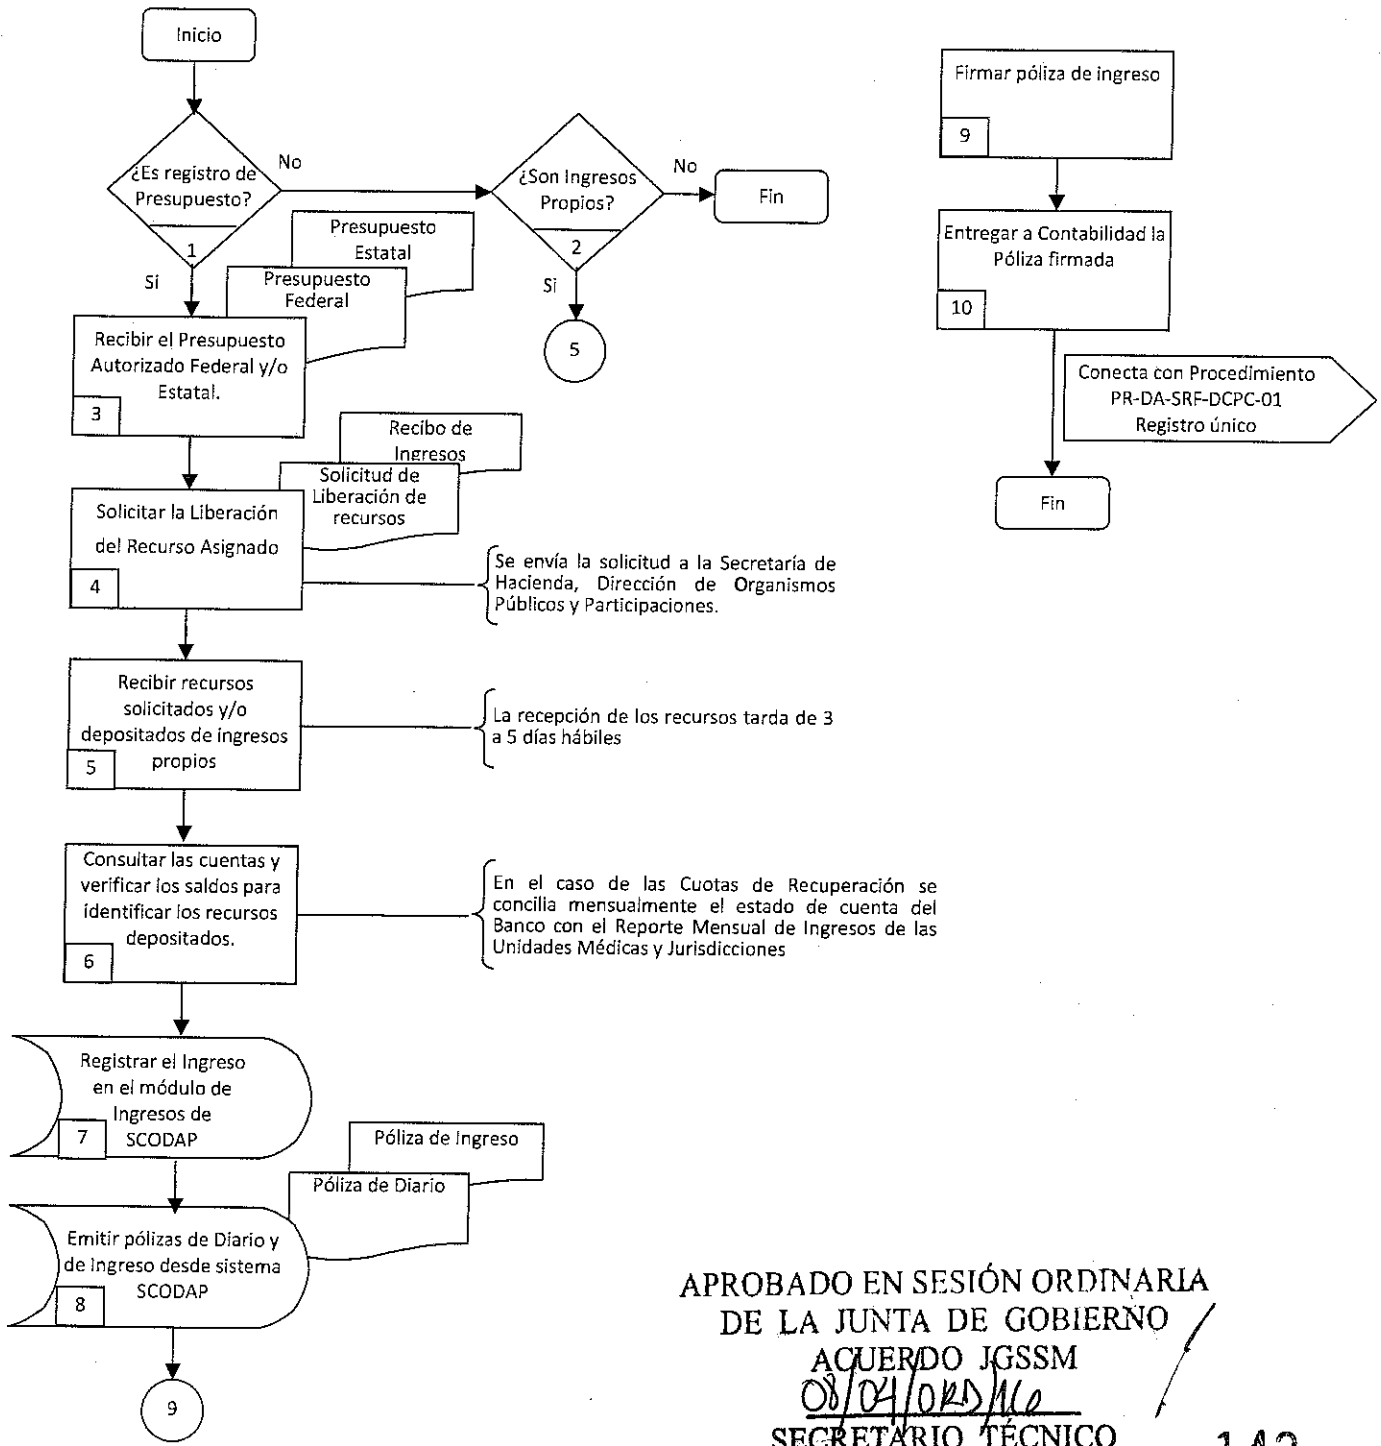 Inicio
¿Es registro de
Presupuesto?
1
No
Si
¿Son Ingresos
Propios?
2
No
Si
Fin
5
Presupuesto
Estatal
Presupuesto
Federal
Recibir el Presupuesto
Autorizado Federal y/o
Estatal.
3
Recibo de
Ingresos
Solicitud de
Liberación de
recursos
Solicitar la Liberación
del Recurso Asignado
4
Se envía la solicitud a la Secretaría de
Hacienda, Dirección de Organismos
Públicos y Participaciones.
Recibir recursos
solicitados y/o
depositados de ingresos
propios
5
La recepción de los recursos tarda de 3
a 5 días hábiles
Consultar las cuentas y
verificar los saldos para
identificar los recursos
depositados.
6
En el caso de las Cuotas de Recuperación se
concilia mensualmente el estado de cuenta del
Banco con el Reporte Mensual de Ingresos de las
Unidades Médicas y Jurisdicciones
Registrar el Ingreso
en el módulo de
Ingresos de
SCODAP
7
Póliza de Ingreso
Póliza de Diario
Emitir pólizas de Diario y
de Ingreso desde sistema
SCODAP
8
9
Firmar póliza de ingreso
9
Entregar a Contabilidad la
Póliza firmada
10
Conecta con Procedimiento
PR-DA-SRF-DCPC-01
Registro único
Fin
APROBADO EN SESIÓN ORDINARIA
DE LA JUNTA DE GOBIERNO
ACUERDO JGSSM
08/04/ORD/16
SECRETARIO TÉCNICO